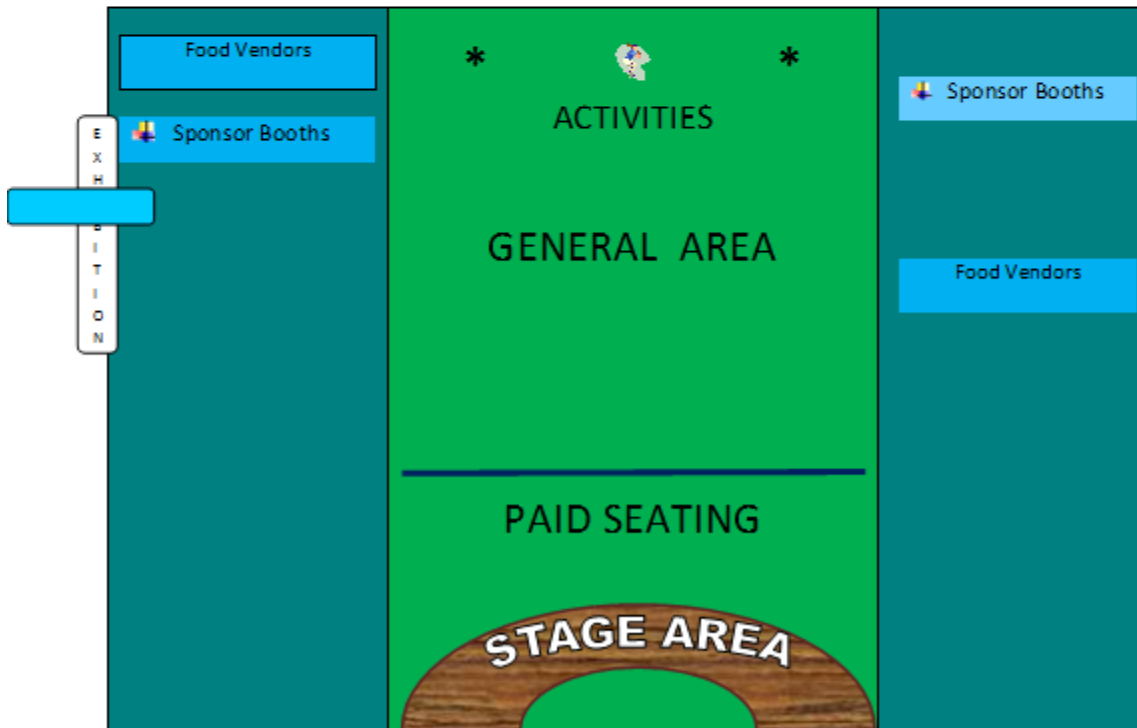 Food Vendors
Sponsor Booths
E
X
H
B
I
T
I
O
N
* *
ACTIVITIES
GENERAL AREA
PAID SEATING
STAGE AREA
Sponsor Booths
Food Vendors